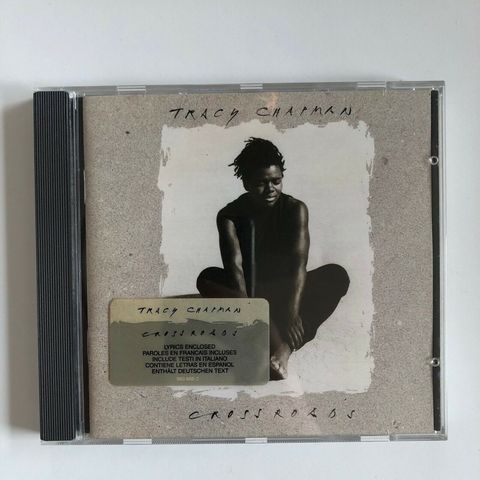 TRACY CHAPMAN
TRACY CHAPMAN
CROSSROADS
LYRICS ENCLOSED
PAROLES EN FRANCAIS INCLUSES
INCLUDE TESTI IN ITALIANO
CONTIENE LETRAS EN ESPANOL
ENTHÄLT DEUTSCHEN TEXT
CROSSROADS